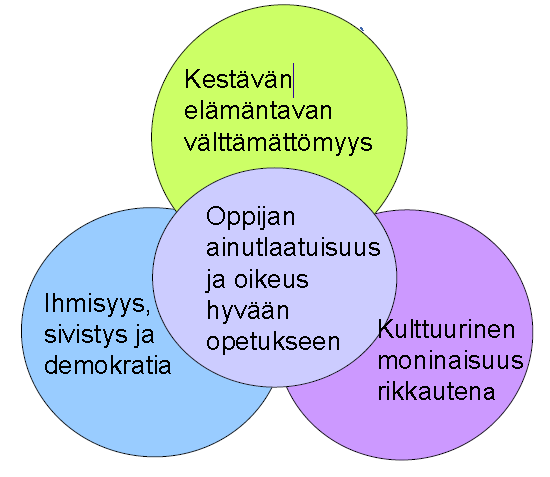 Kestävän
elämäntavan
välttämättömyys
Oppijan
ainutlaatuisuus
ja oikeus
hyvään
opetukseen
Ihmisyys,
sivistys ja
demokratia
Kulttuurinen
moninaisuus
rikkautena